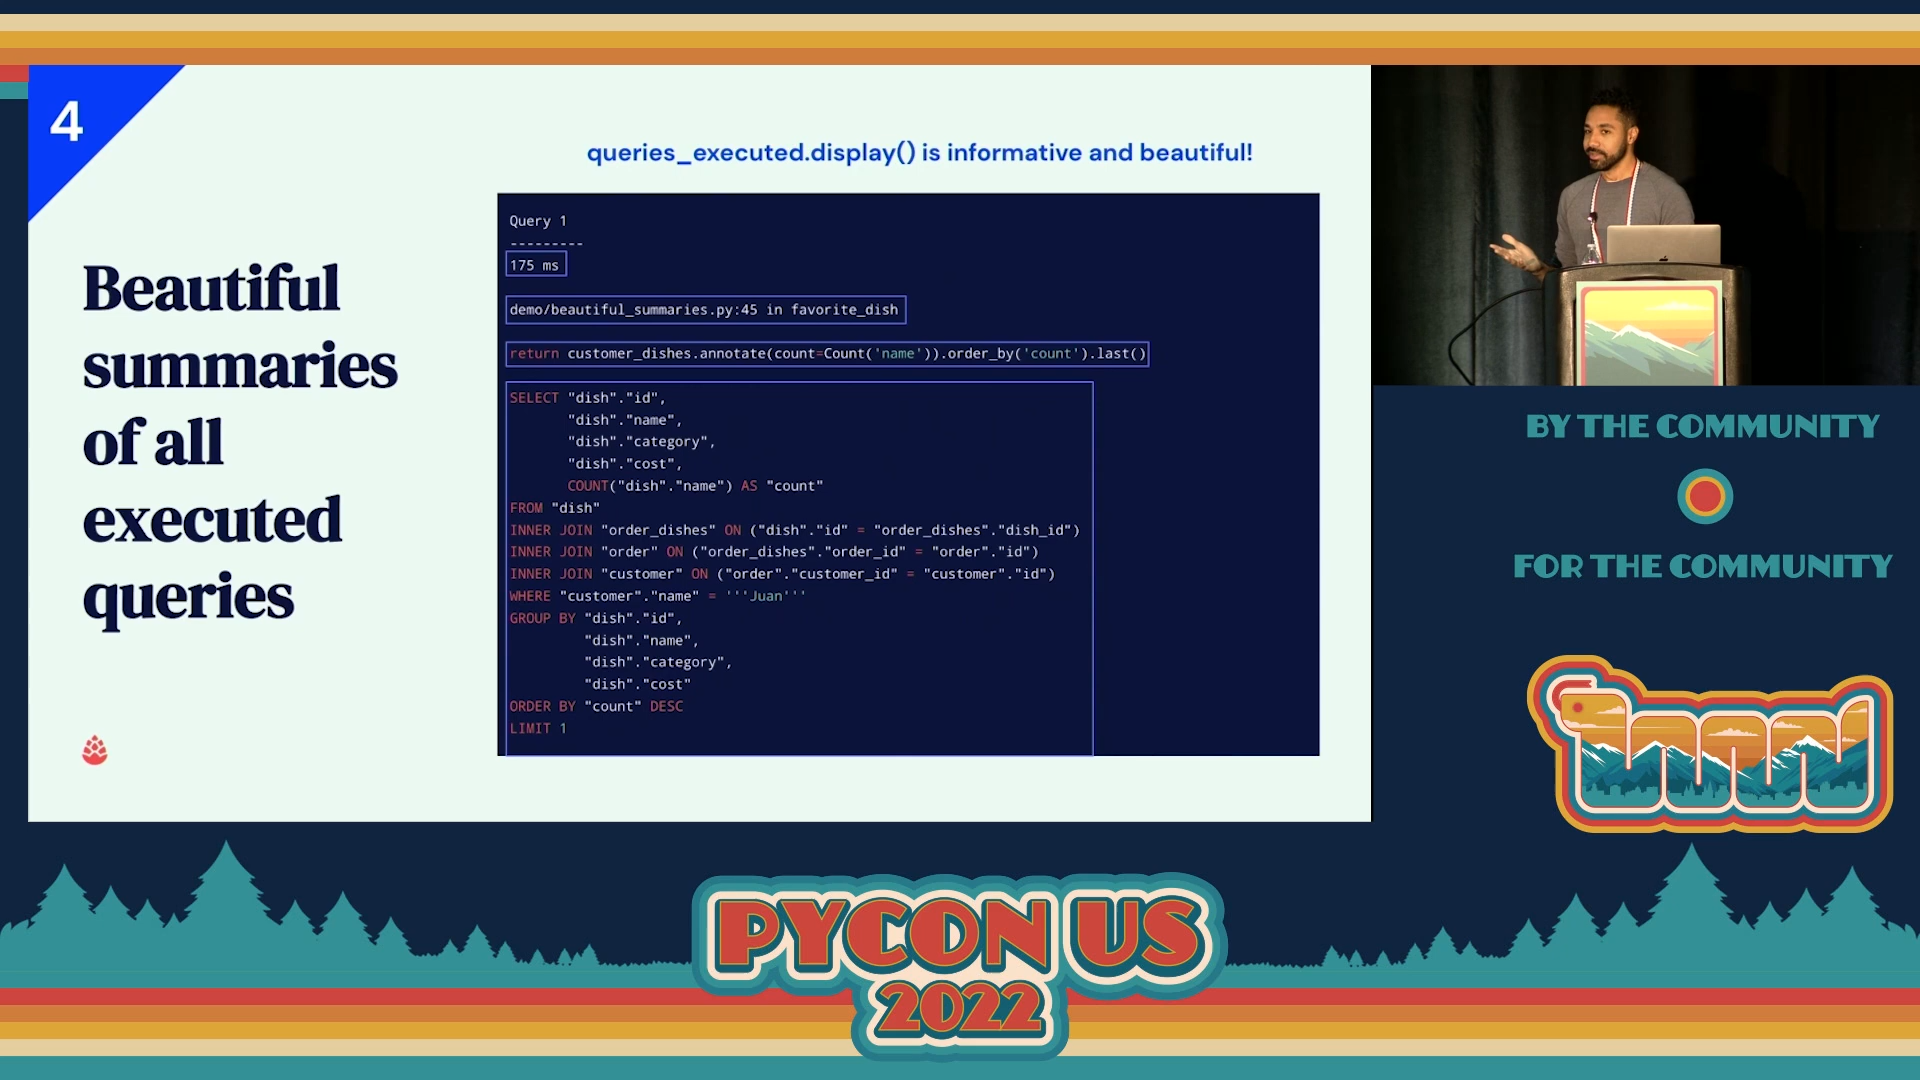 4
Beautiful
summaries
of all
executed
queries
queries_executed.display() is informative and beautiful!
Query 1
---------
175 ms
demo/beautiful_summaries.py:45 in favorite_dish
return customer_dishes.annotate(count=Count('name')).order_by('count').last()
SELECT "dish"."id",
"dish"."name",
"dish"."category",
"dish"."cost",
COUNT("dish"."name") AS "count"
FROM "dish"
INNER JOIN "order_dishes" ON ("dish"."id" = "order_dishes"."dish_id")
INNER JOIN "order" ON ("order_dishes"."order_id" = "order"."id")
INNER JOIN "customer" ON ("order"."customer_id" = "customer"."id")
WHERE "customer"."name" = '''Juan'''
GROUP BY "dish"."id",
"dish"."name",
"dish"."category",
"dish"."cost"
ORDER BY "count" DESC
LIMIT 1
BY THE COMMUNITY
FOR THE COMMUNITY
PYCON US
2022